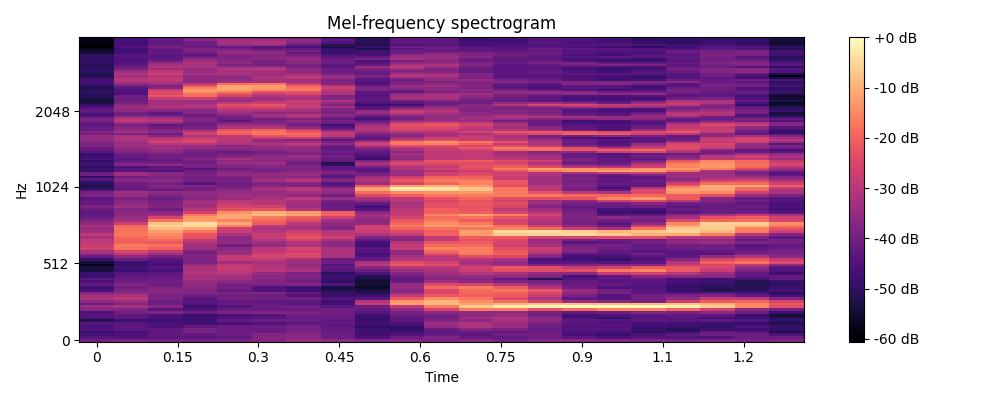 Mel-frequency spectrogram
Hz
2048
1024
512
0
0 0.15 0.3 0.45 0.6 0.75 0.9 1.1 1.2
Time
+0 dB
-10 dB
-20 dB
-30 dB
-40 dB
-50 dB
-60 dB